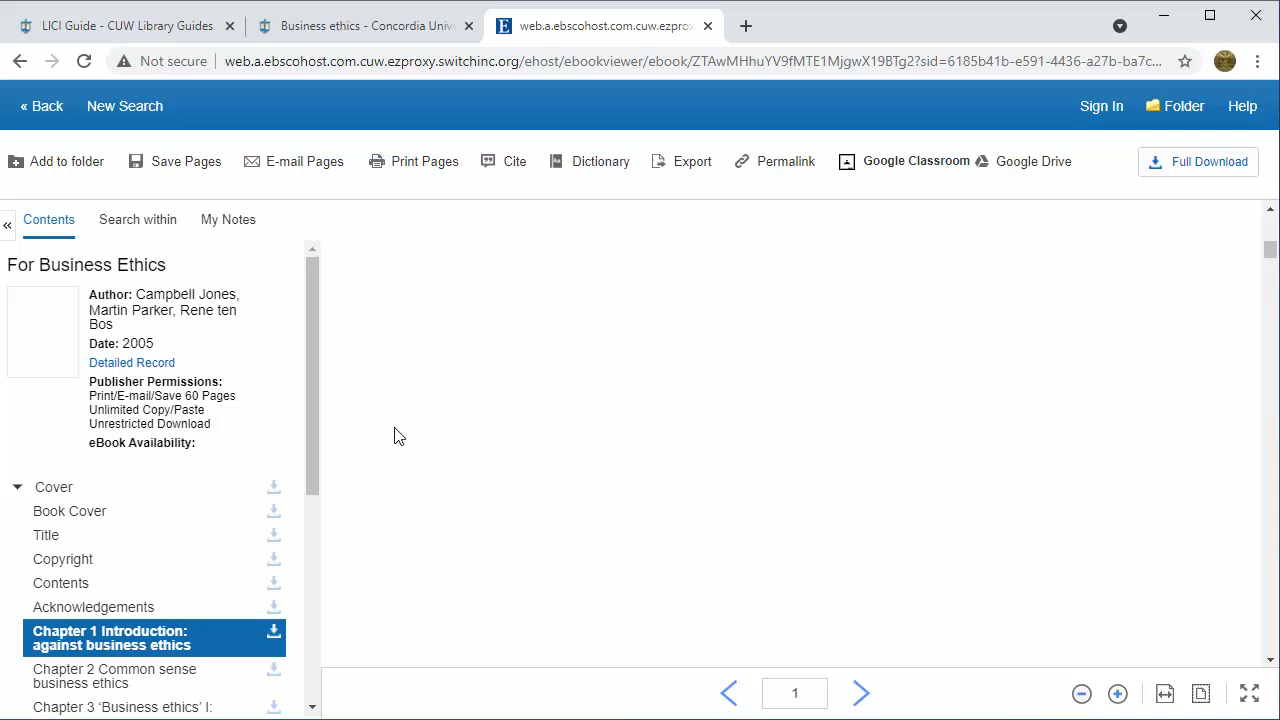 LICI Guide - CUW Library Guides
Business ethics - Concordia Unive
web.a.ebscohost.com.cuw.ezprox
Not secure
web.a.ebscohost.com.cuw.ezproxy.switchinc.org/ehost/ebookviewer/ebook/ZTAwMHhuYV9fMTE1MjgwX19BTg2?sid=6f85b41b-e591-4436-a27b-ba7c...
« Back
New Search
Sign In
Folder
Help
Add to folder
Save Pages
E-mail Pages
Print Pages
Cite
Dictionary
Export
Permalink
Google Classroom
Google Drive
Full Download
«
Contents
Search within
My Notes
For Business Ethics
Author: Campbell Jones,
Martin Parker, Rene ten
Bos
Date: 2005
Detailed Record
Publisher Permissions:
Print/E-mail/Save 60 Pages
Unlimited Copy/Paste
Unrestricted Download
eBook Availability:
Cover
Book Cover
Title
Copyright
Contents
Acknowledgements
Chapter 1 Introduction:
against business ethics
Chapter 2 Common sense
business ethics
Chapter 3 ‘Business ethics’ I:
1